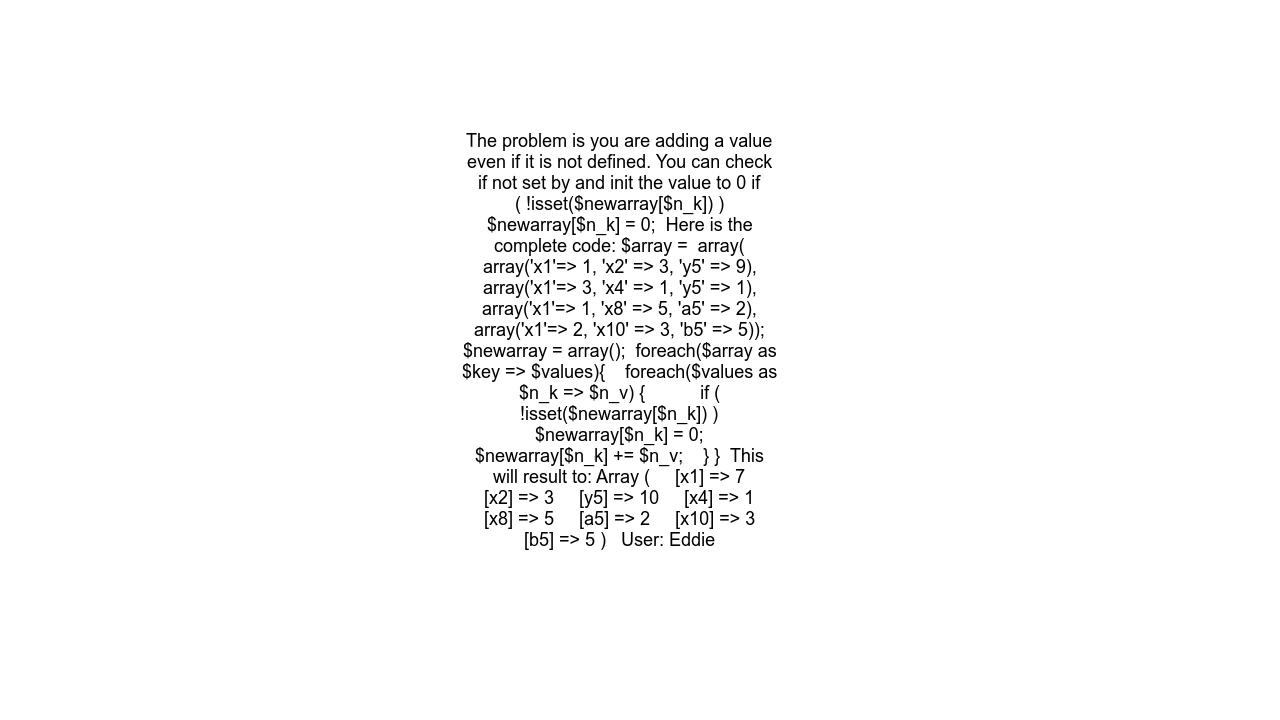 The problem is you are adding a value
even if it is not defined. You can check
if not set by and init the value to 0 if
( !isset($newarray[$n_k]) )
$newarray[$n_k] = 0;  Here is the
complete code: $array =  array(
array('x1'=> 1, 'x2' => 3, 'y5' => 9),
array('x1'=> 3, 'x4' => 1, 'y5' => 1),
array('x1'=> 1, 'x8' => 5, 'a5' => 2),
array('x1'=> 2, 'x10' => 3, 'b5' => 5));
$newarray = array();  foreach($array as
$key => $values){    foreach($values as
$n_k => $n_v) {           if (
!isset($newarray[$n_k]) )
$newarray[$n_k] = 0;
$newarray[$n_k] += $n_v;    } }  This
will result to: Array (     [x1] => 7
[x2] => 3     [y5] => 10     [x4] => 1
[x8] => 5     [a5] => 2     [x10] => 3
[b5] => 5 )   User: Eddie